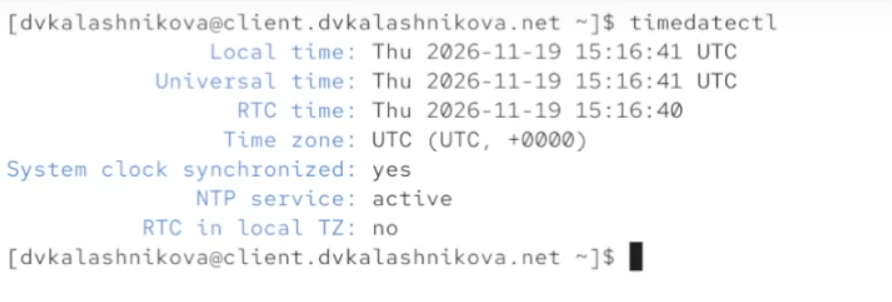 [dvkalashnikova@client.dvkalashnikova.net ~]$ timedatectl
Local time: Thu 2026-11-19 15:16:41 UTC
Universal time: Thu 2026-11-19 15:16:41 UTC
RTC time: Thu 2026-11-19 15:16:40
Time zone: UTC (UTC, +0000)
System clock synchronized: yes
NTP service: active
RTC in local TZ: no
[dvkalashnikova@client.dvkalashnikova.net ~]$